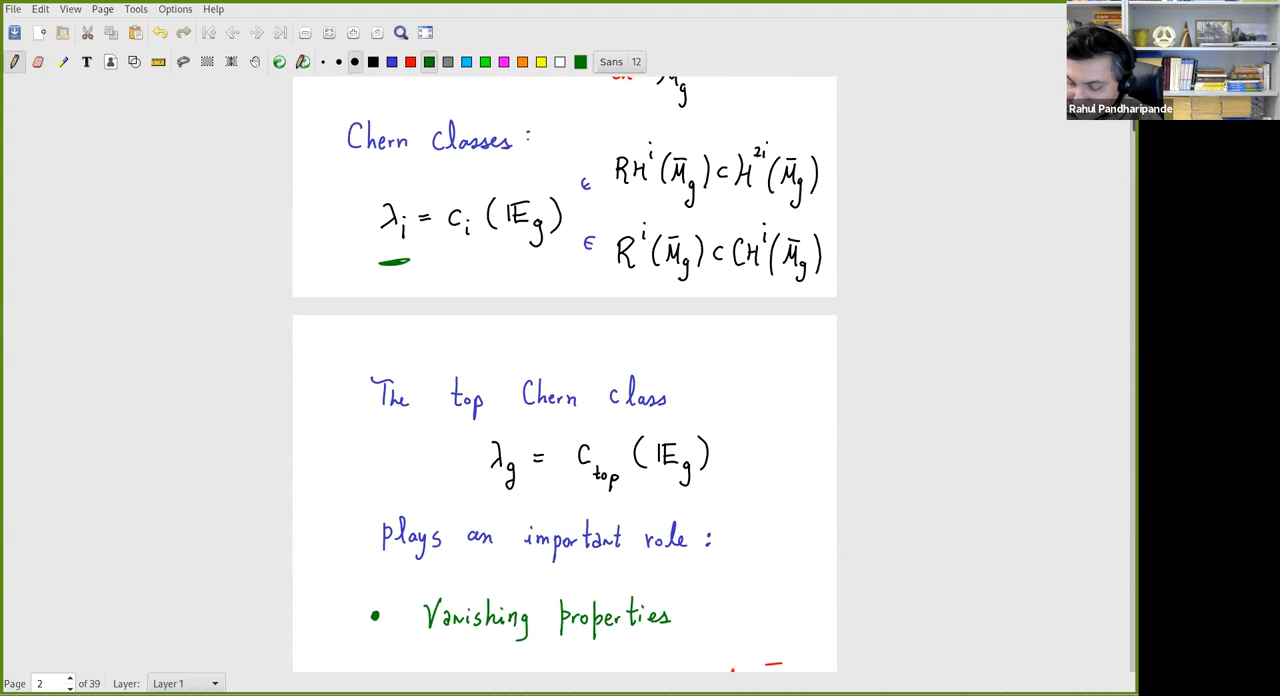 File Edit View Page Tools Options Help
Sans 12
Rahul Pandharipande
Chern classes :
λ_i = c_i (𝔼_g) ∈ RH^i (M̄_g) ⊂ H^{2i} (M̄_g)
∈ R^i (M̄_g) ⊂ CH^i (M̄_g)
The top Chern class
λ_g = C_top (𝔼_g)
plays an important role :
• Vanishing properties
Page 2 of 39 Layer: Layer 1